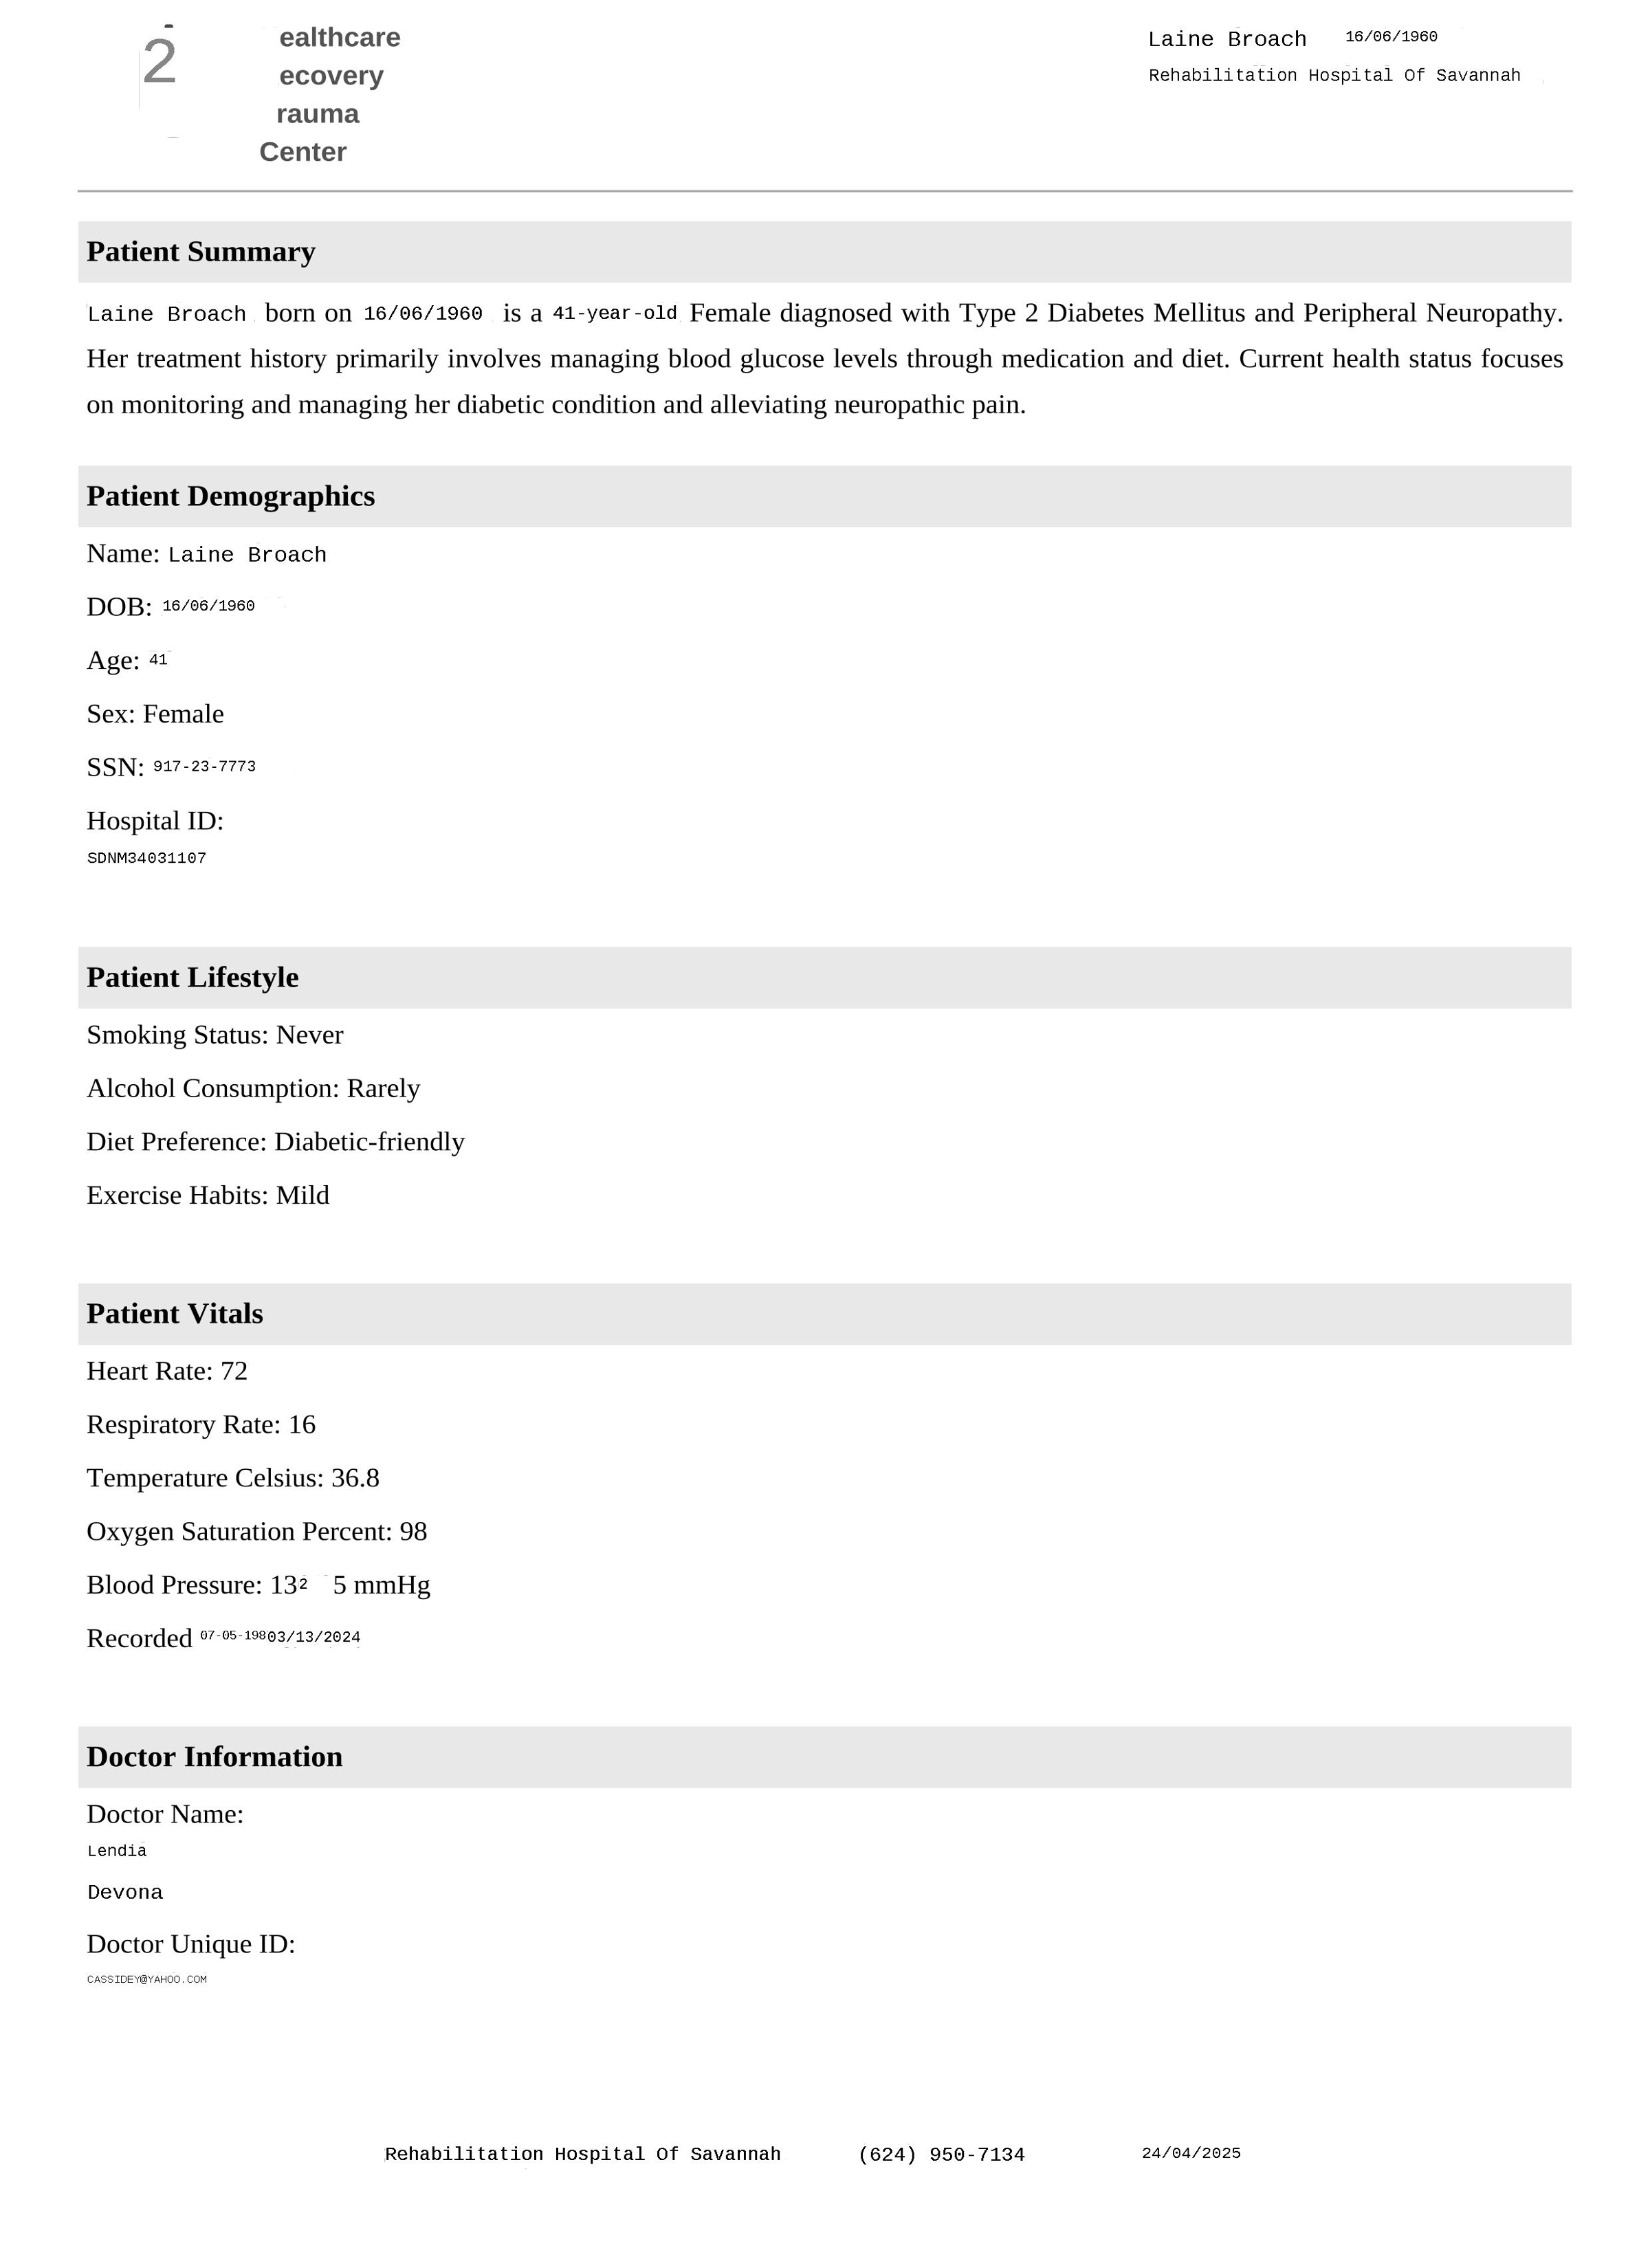 2
ealthcare
ecovery
rauma
Center
Laine Broach 16/06/1960
Rehabilitation Hospital Of Savannah
Patient Summary
Laine Broach born on 16/06/1960 is a 41-year-old Female diagnosed with Type 2 Diabetes Mellitus and Peripheral Neuropathy.
Her treatment history primarily involves managing blood glucose levels through medication and diet. Current health status focuses
on monitoring and managing her diabetic condition and alleviating neuropathic pain.
Patient Demographics
Name: Laine Broach
DOB: 16/06/1960
Age: 41
Sex: Female
SSN: 917-23-7773
Hospital ID:
SDNM34031107
Patient Lifestyle
Smoking Status: Never
Alcohol Consumption: Rarely
Diet Preference: Diabetic-friendly
Exercise Habits: Mild
Patient Vitals
Heart Rate: 72
Respiratory Rate: 16
Temperature Celsius: 36.8
Oxygen Saturation Percent: 98
Blood Pressure: 132 5 mmHg
Recorded 07-05-19803/13/2024
Doctor Information
Doctor Name:
Lendia
Devona
Doctor Unique ID:
CASSIDEY@YAHOO.COM
Rehabilitation Hospital Of Savannah (624) 950-7134 24/04/2025